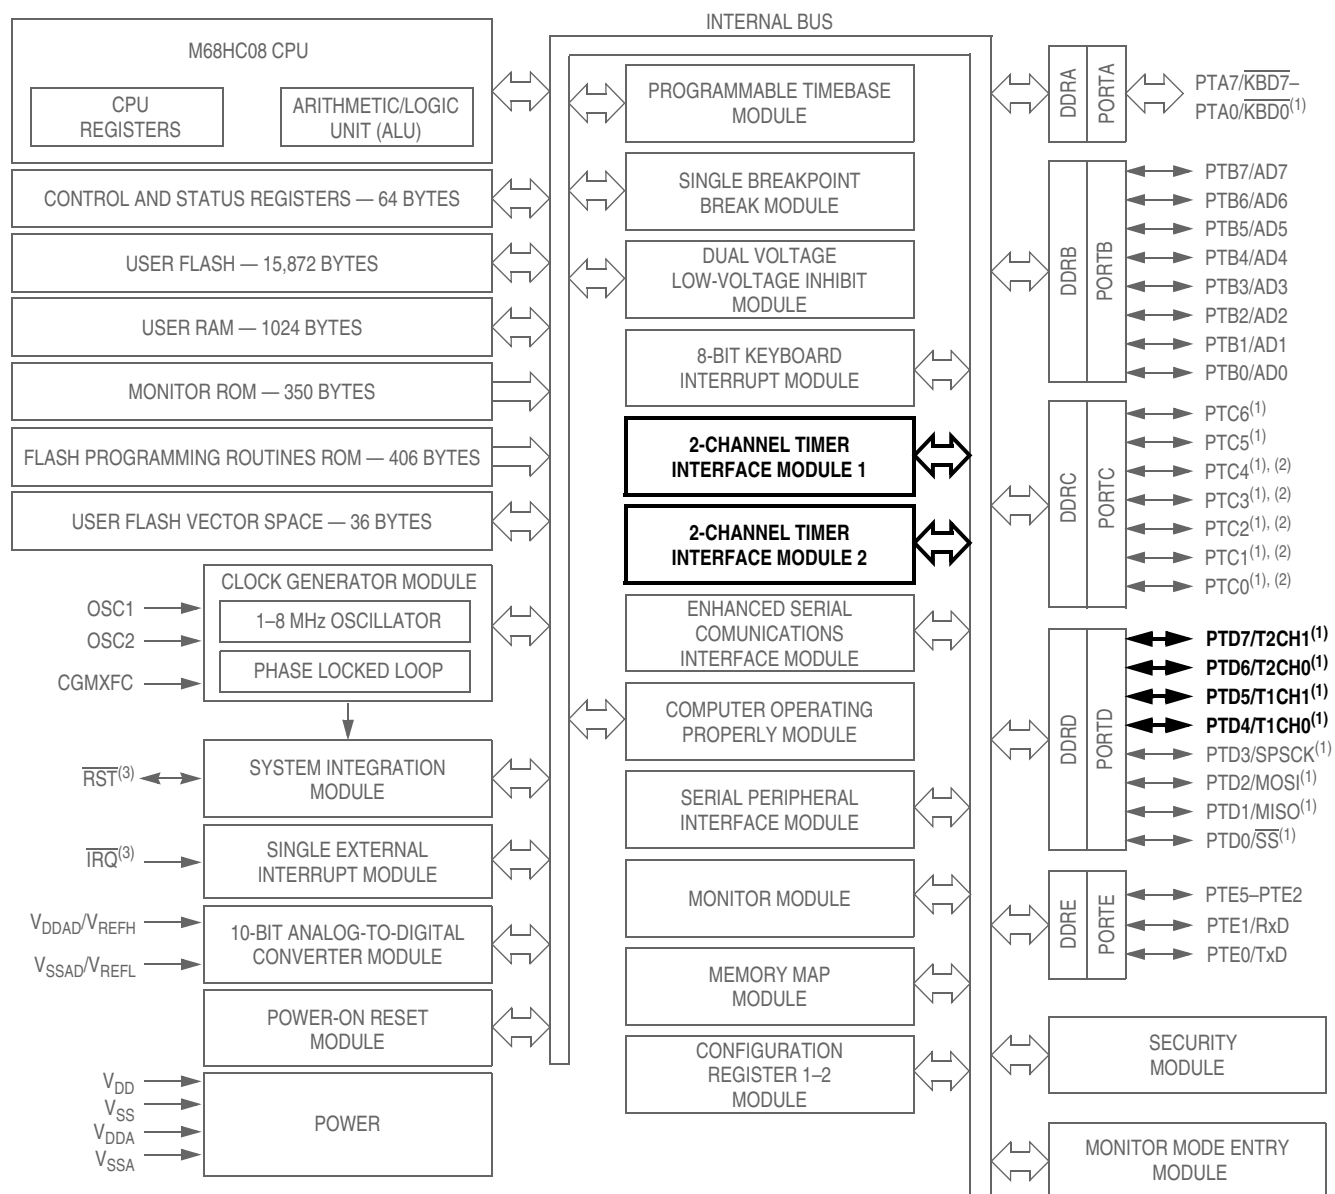 INTERNAL BUS
M68HC08 CPU
CPU
REGISTERS
ARITHMETIC/LOGIC
UNIT (ALU)
CONTROL AND STATUS REGISTERS — 64 BYTES
USER FLASH — 15,872 BYTES
USER RAM — 1024 BYTES
MONITOR ROM — 350 BYTES
FLASH PROGRAMMING ROUTINES ROM — 406 BYTES
USER FLASH VECTOR SPACE — 36 BYTES
CLOCK GENERATOR MODULE
1–8 MHz OSCILLATOR
PHASE LOCKED LOOP
OSC1
OSC2
CGMXFC
SYSTEM INTEGRATION
MODULE
RST(3)
SINGLE EXTERNAL
INTERRUPT MODULE
IRQ(3)
10-BIT ANALOG-TO-DIGITAL
CONVERTER MODULE
VDDAD/VREFH
VSSAD/VREFL
POWER-ON RESET
MODULE
POWER
VDD
VSS
VDDA
VSSA
PROGRAMMABLE TIMEBASE
MODULE
SINGLE BREAKPOINT
BREAK MODULE
DUAL VOLTAGE
LOW-VOLTAGE INHIBIT
MODULE
8-BIT KEYBOARD
INTERRUPT MODULE
2-CHANNEL TIMER
INTERFACE MODULE 1
2-CHANNEL TIMER
INTERFACE MODULE 2
ENHANCED SERIAL
COMUNICATIONS
INTERFACE MODULE
COMPUTER OPERATING
PROPERLY MODULE
SERIAL PERIPHERAL
INTERFACE MODULE
MONITOR MODULE
MEMORY MAP
MODULE
CONFIGURATION
REGISTER 1–2
MODULE
DDRA
PORTA
PTA7/KBD7–
PTA0/KBD0(1)
DDRB
PORTB
PTB7/AD7
PTB6/AD6
PTB5/AD5
PTB4/AD4
PTB3/AD3
PTB2/AD2
PTB1/AD1
PTB0/AD0
DDRC
PORTC
PTC6(1)
PTC5(1)
PTC4(1), (2)
PTC3(1), (2)
PTC2(1), (2)
PTC1(1), (2)
PTC0(1), (2)
DDRD
PORTD
PTD7/T2CH1(1)
PTD6/T2CH0(1)
PTD5/T1CH1(1)
PTD4/T1CH0(1)
PTD3/SPSCK(1)
PTD2/MOSI(1)
PTD1/MISO(1)
PTD0/SS(1)
DDRE
PORTE
PTE5–PTE2
PTE1/RxD
PTE0/TxD
SECURITY
MODULE
MONITOR MODE ENTRY
MODULE